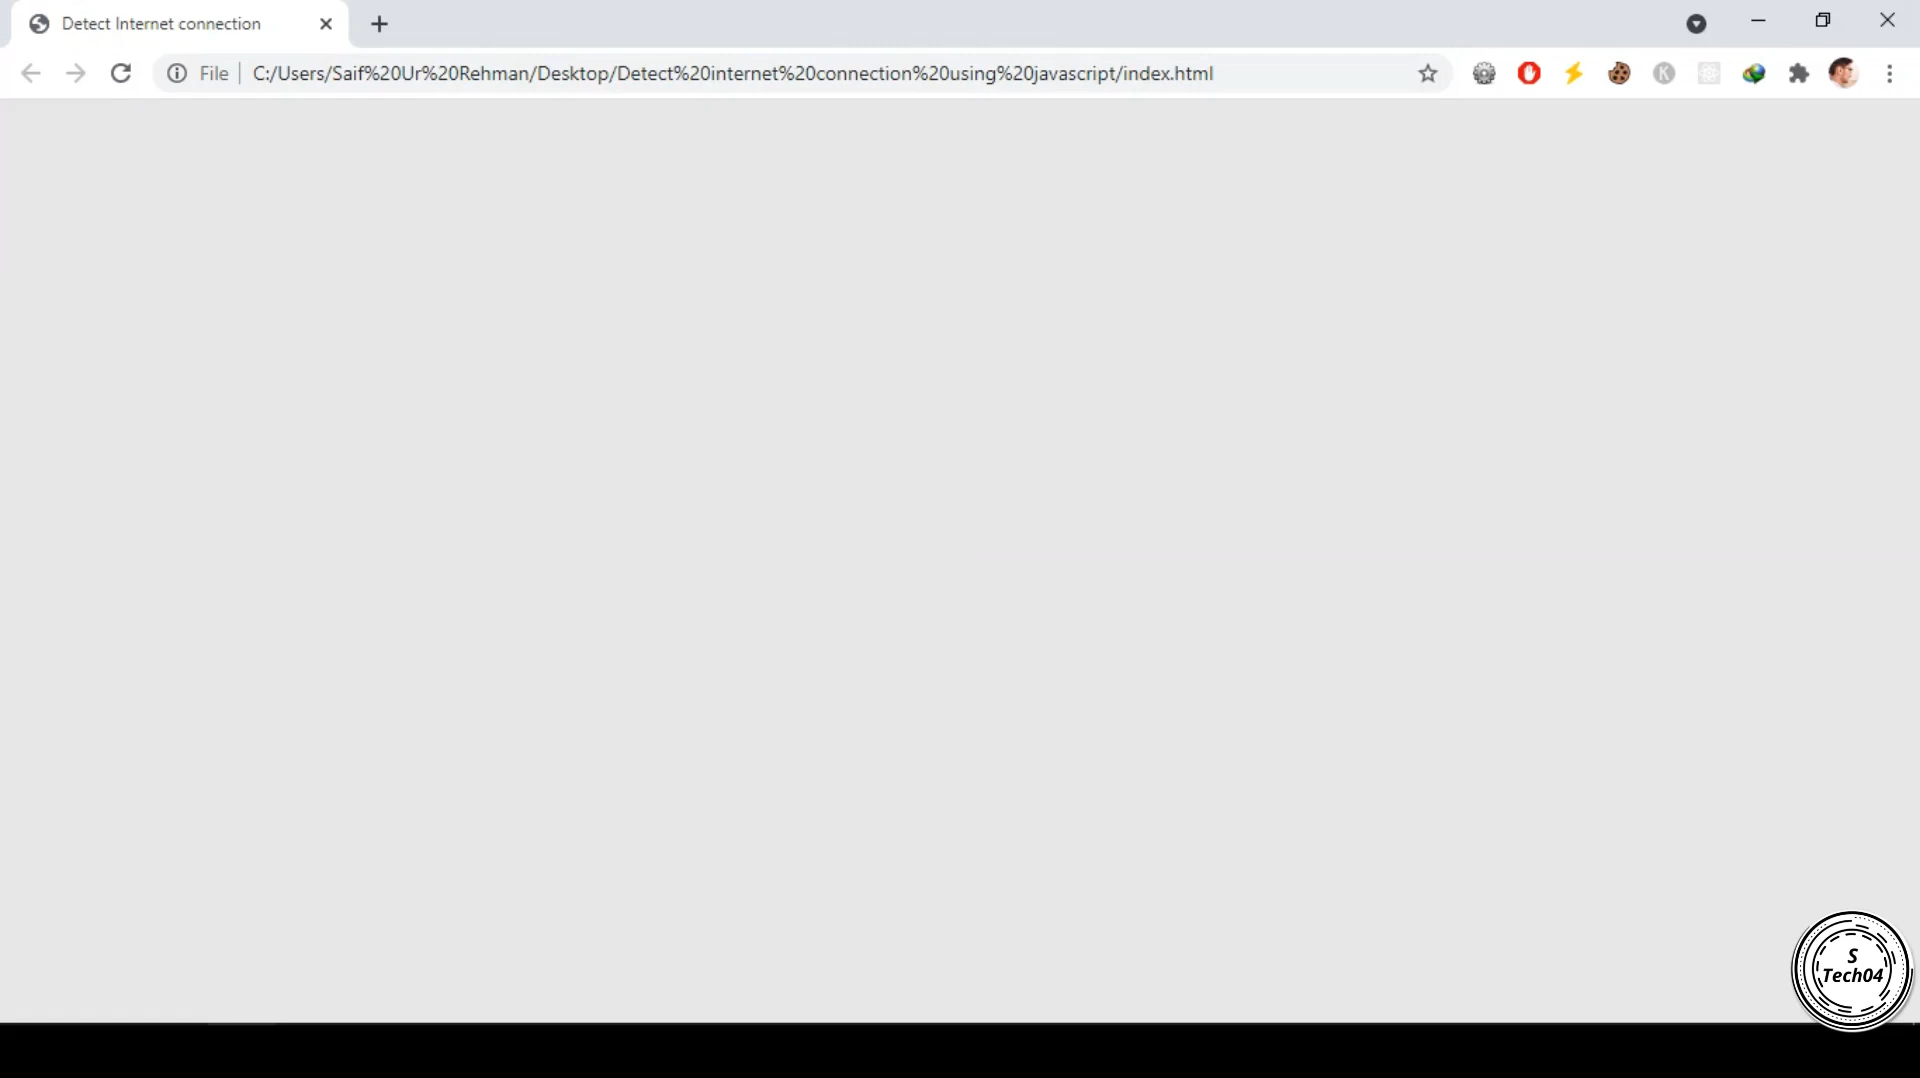 Detect Internet connection
File
C:/Users/Saif%20Ur%20Rehman/Desktop/Detect%20internet%20connection%20using%20javascript/index.html
K
S
Tech04